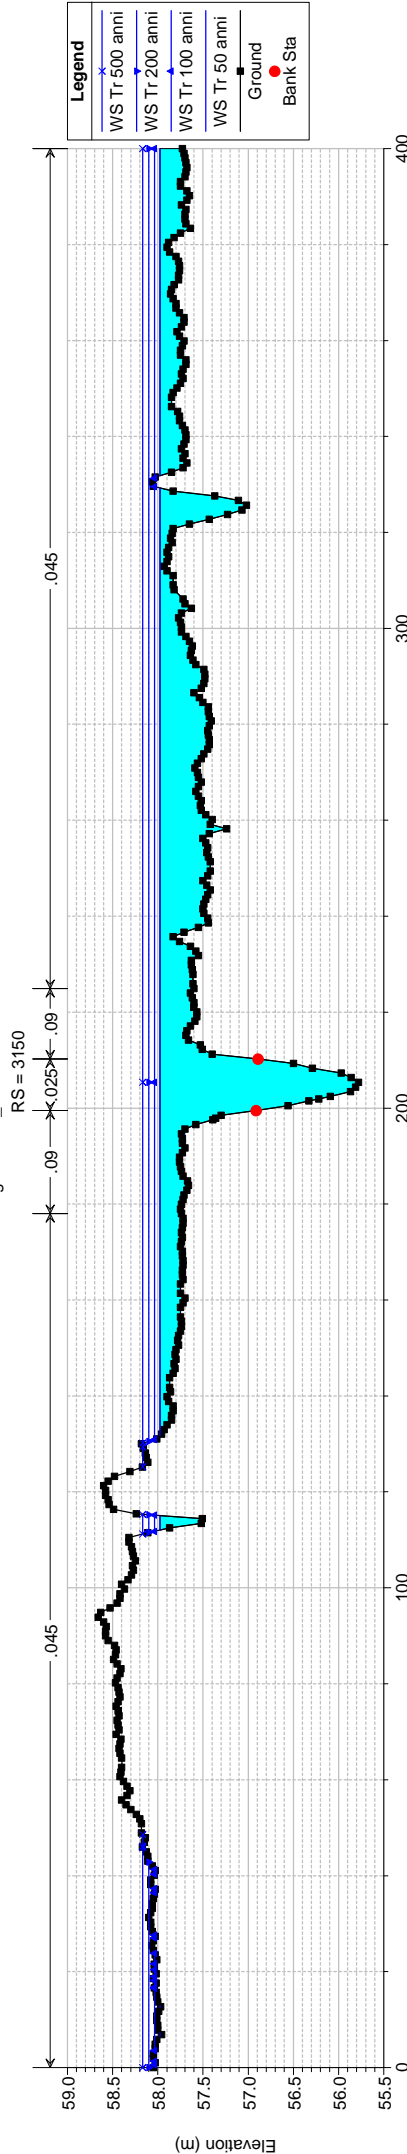 RS = 3150
.045
.09
.025
.09
.045
Legend
WS Tr 500 anni
WS Tr 200 anni
WS Tr 100 anni
WS Tr 50 anni
Ground
Bank Sta
59.0
58.5
58.0
57.5
57.0
56.5
56.0
55.5
Elevation (m)
0
100
200
300
400